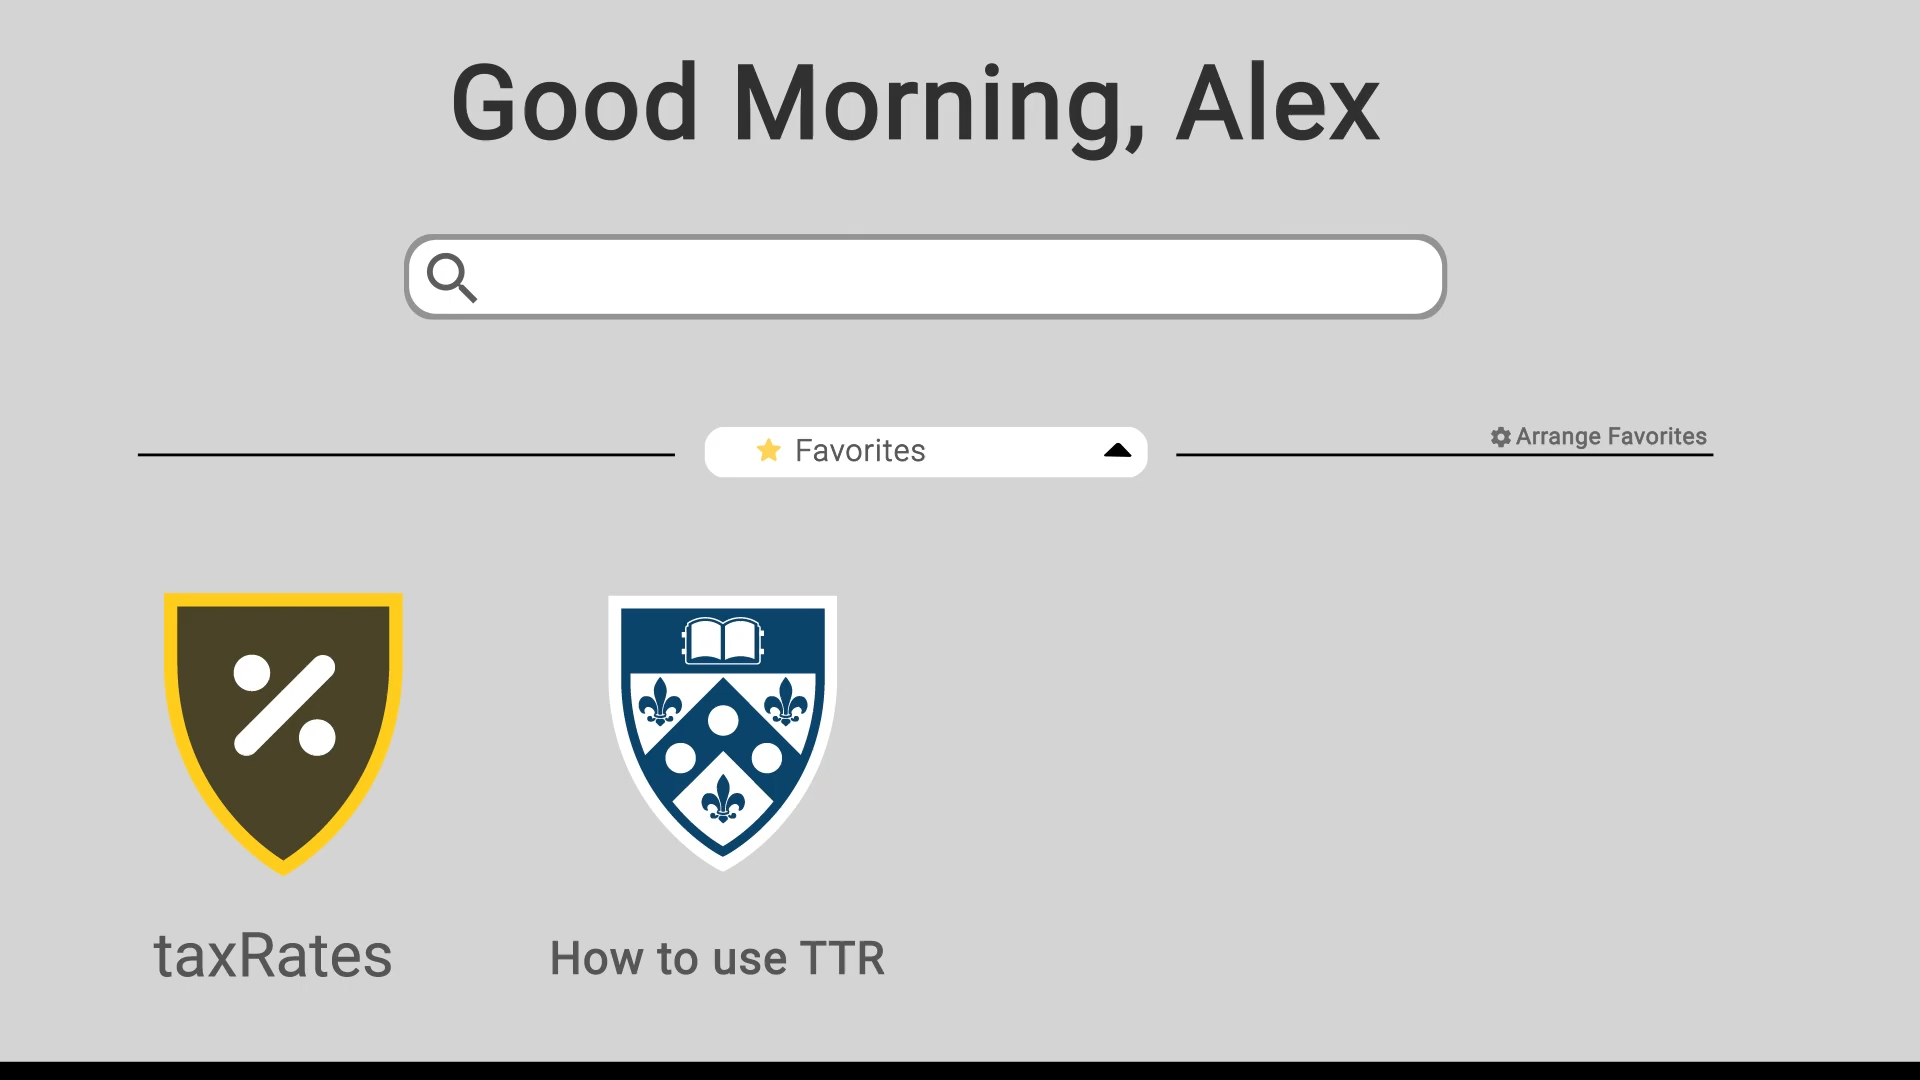 Good Morning, Alex
Favorites
Arrange Favorites
taxRates
How to use TTR